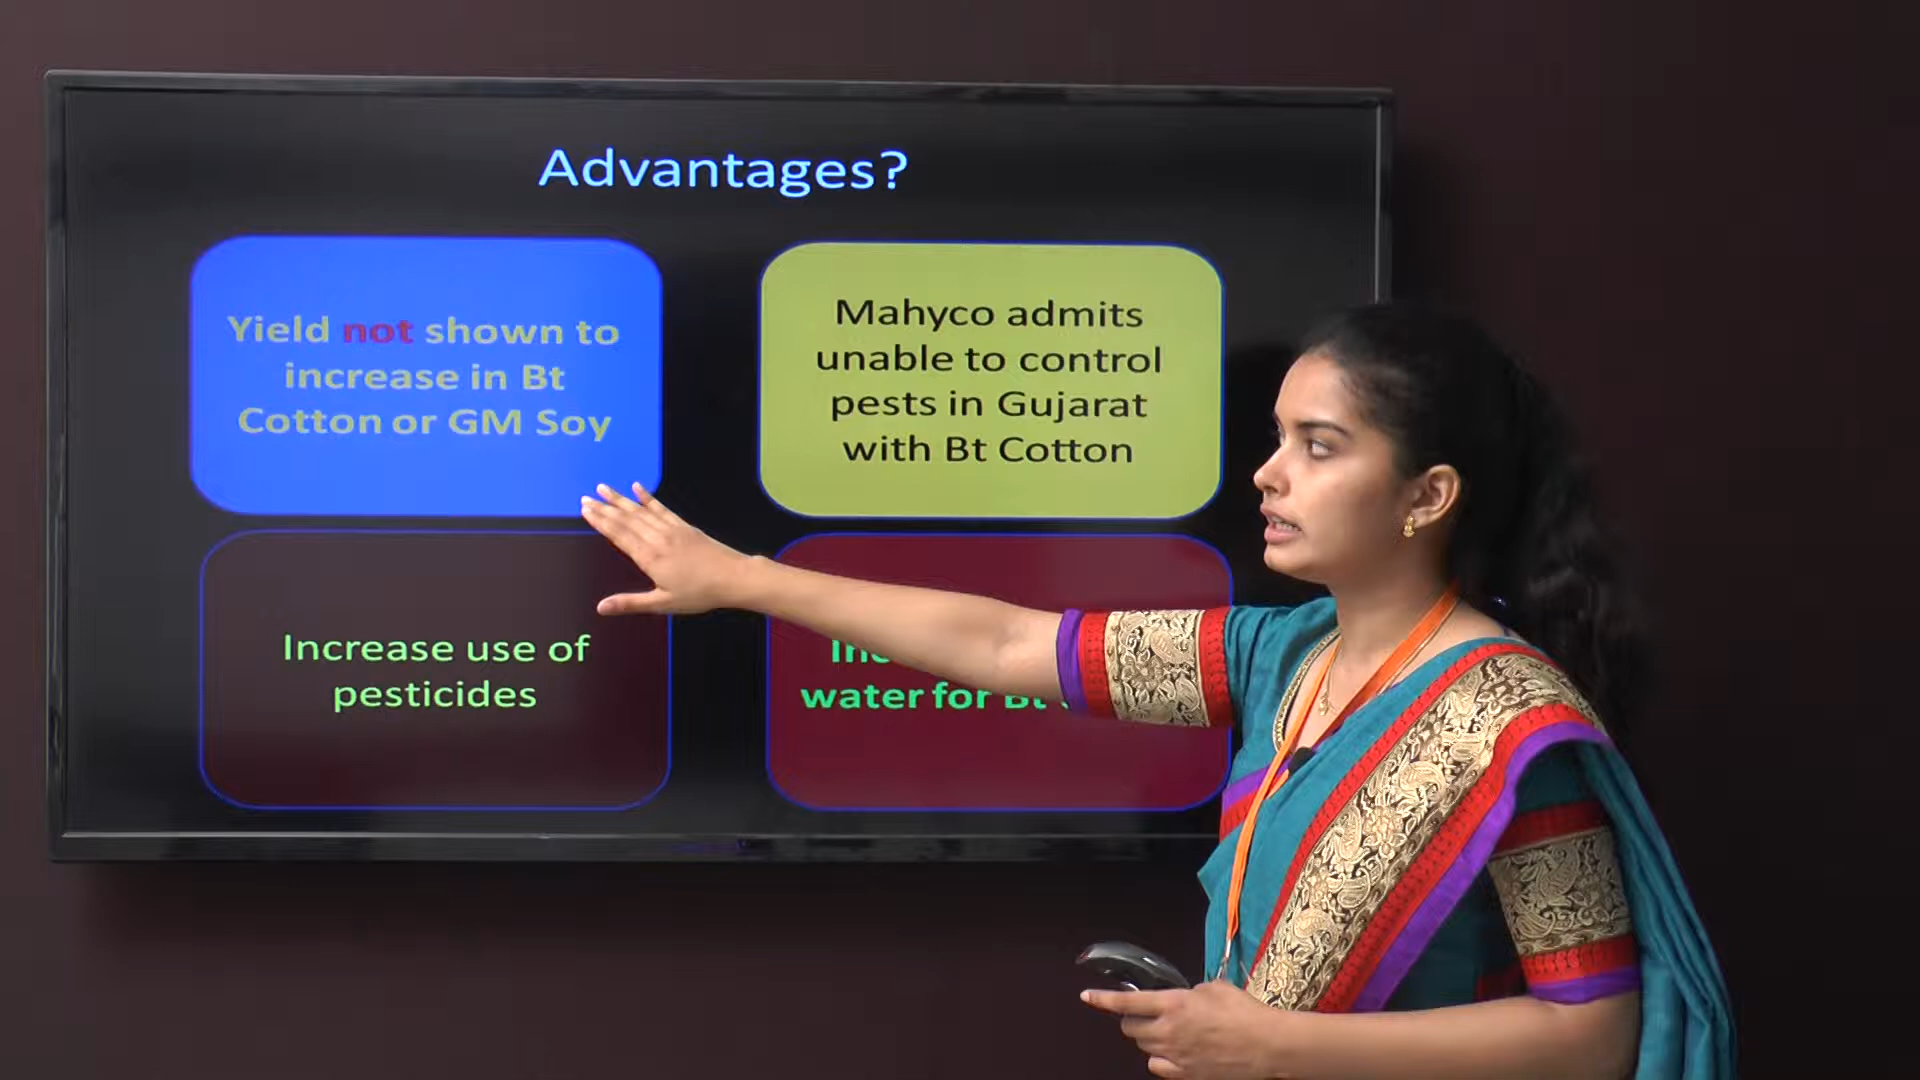 Advantages?
Yield not shown to
increase in Bt
Cotton or GM Soy
Mahyco admits
unable to control
pests in Gujarat
with Bt Cotton
Increase use of
pesticides
water for Bt